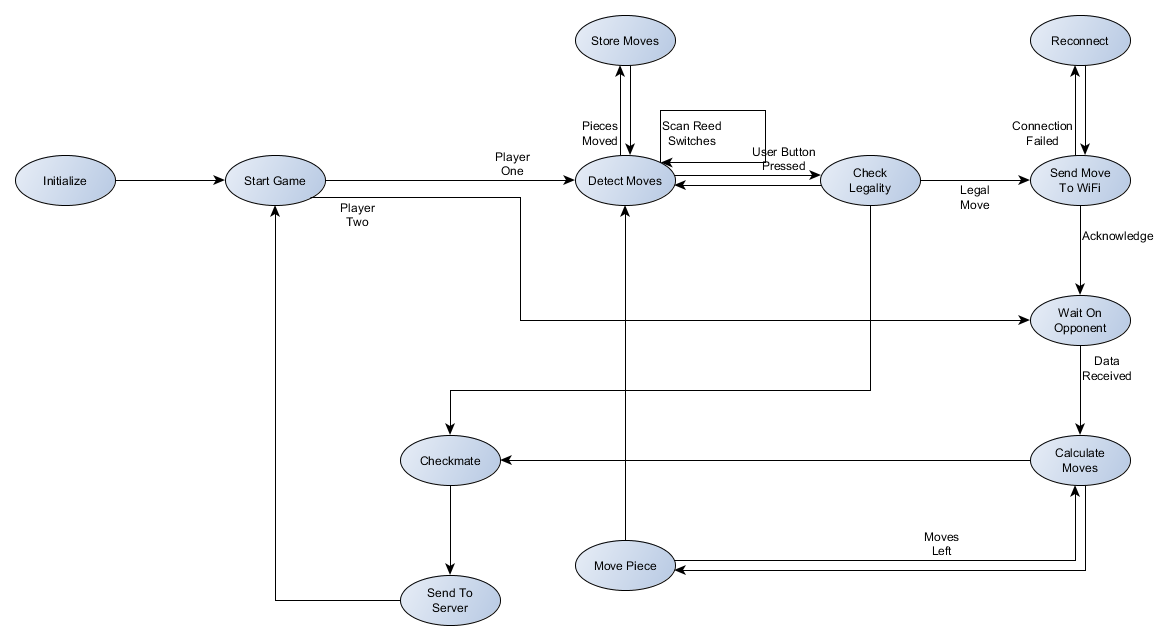 Store Moves
Reconnect
Pieces
Moved
Scan Reed
Switches
Connection
Failed
Player
One
User Button
Pressed
Initialize
Start Game
Detect Moves
Check
Legality
Legal
Move
Send Move
To WiFi
Player
Two
Acknowledge
Wait On
Opponent
Data
Received
Checkmate
Calculate
Moves
Moves
Left
Move Piece
Send To
Server